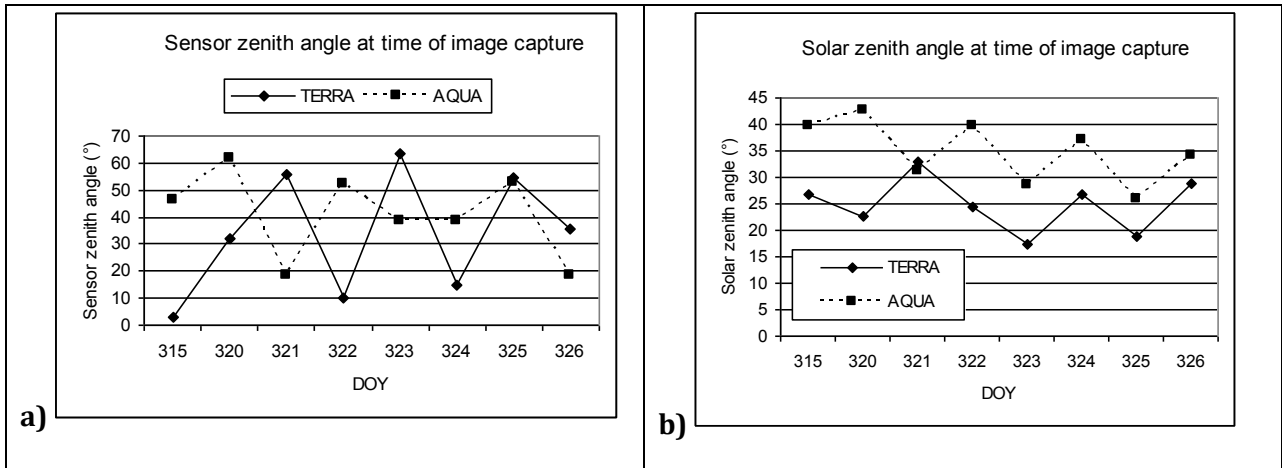 Sensor zenith angle at time of image capture
TERRA AQUA
Sensor zenith angle (°)
70
60
50
40
30
20
10
0
315 320 321 322 323 324 325 326
DOY
a)
Solar zenith angle at time of image capture
Solar zenith angle (°)
45
40
35
30
25
20
15
10
5
0
TERRA
AQUA
315 320 321 322 323 324 325 326
DOY
b)